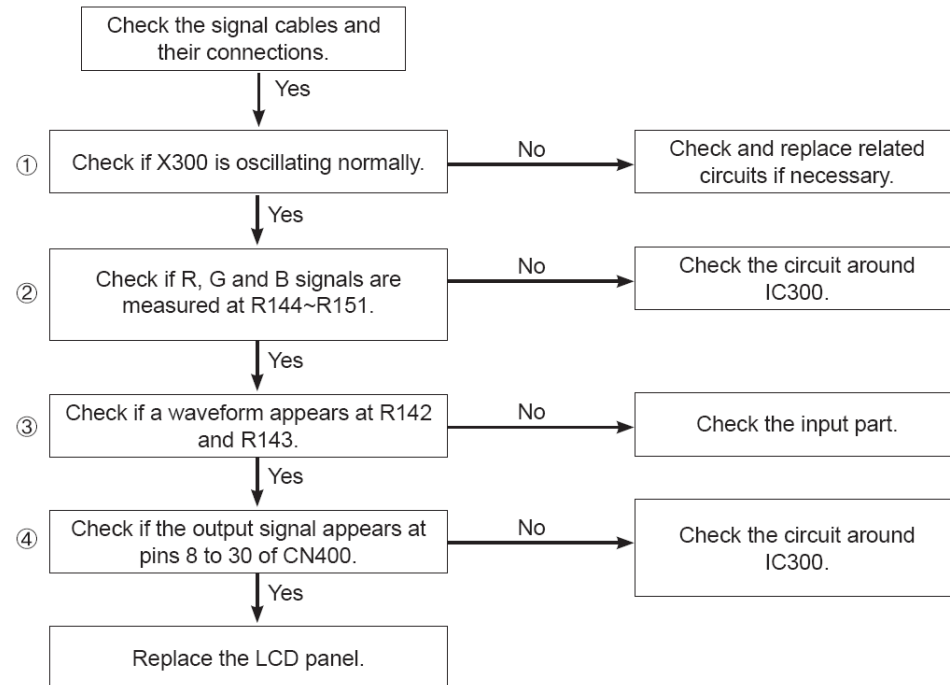 Check the signal cables and
their connections.
Yes
①
Check if X300 is oscillating normally.
No
Check and replace related
circuits if necessary.
Yes
②
Check if R, G and B signals are
measured at R144~R151.
No
Check the circuit around
IC300.
Yes
③
Check if a waveform appears at R142
and R143.
No
Check the input part.
Yes
④
Check if the output signal appears at
pins 8 to 30 of CN400.
No
Check the circuit around
IC300.
Yes
Replace the LCD panel.